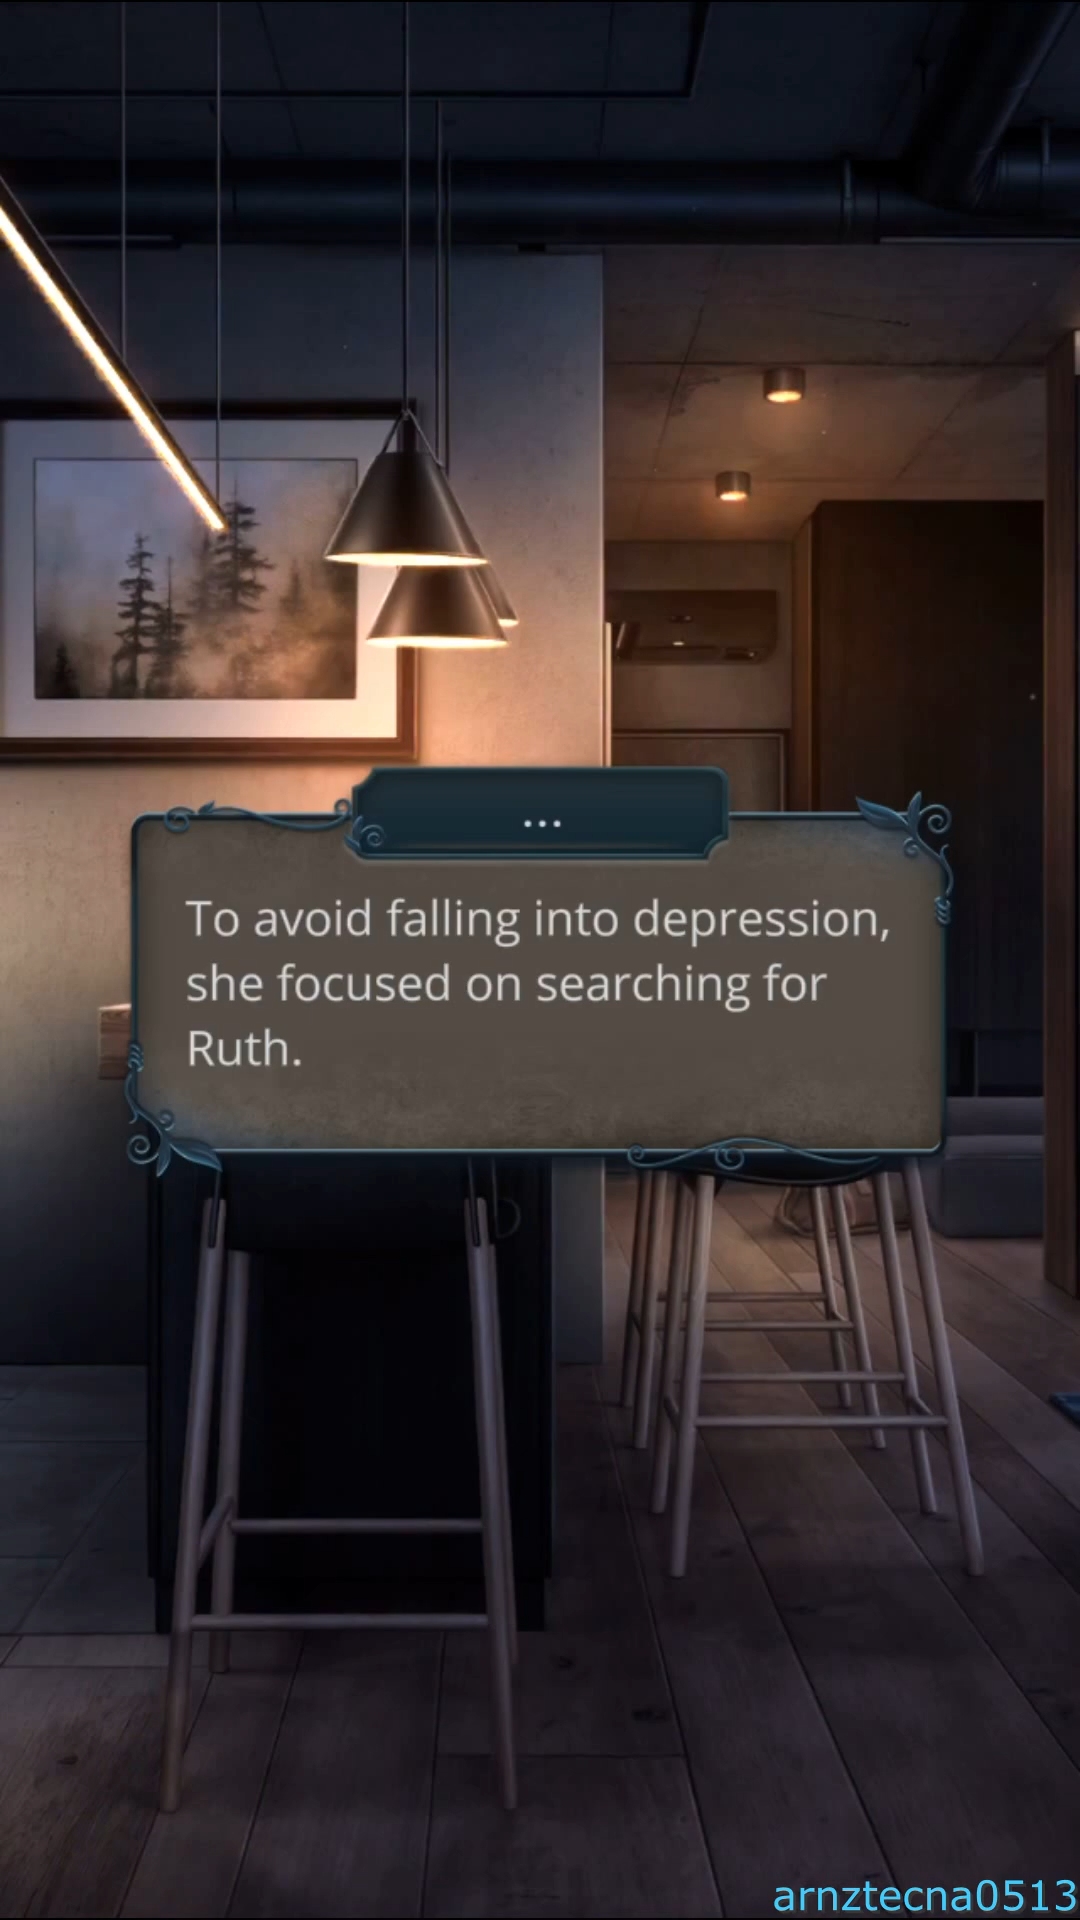 ...
To avoid falling into depression,
she focused on searching for
Ruth.
arnztecna0513